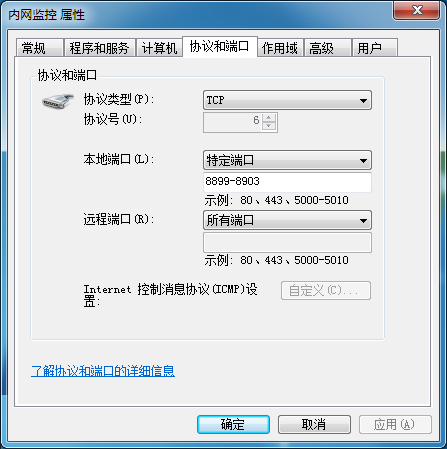 内网监控 属性
常规 程序和服务 计算机 协议和端口 作用域 高级 用户
协议和端口
协议类型(P): TCP
协议号(U): 6
本地端口(L): 特定端口
8899-8903
示例: 80、443、5000-5010
远程端口(R): 所有端口
示例: 80、443、5000-5010
Internet 控制消息协议(ICMP)设
置: 自定义(C)...
了解协议和端口的详细信息
确定 取消 应用(A)